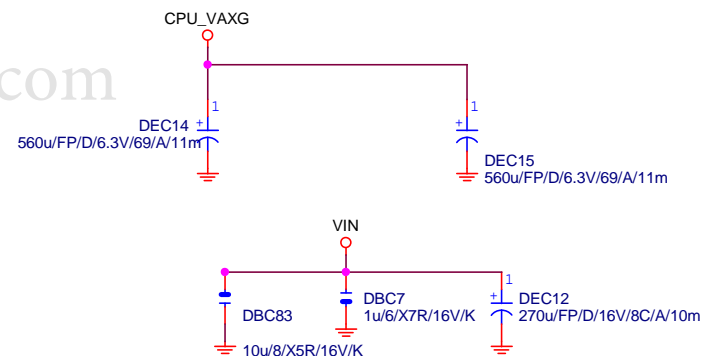 CPU_VAXG
com
1
1
+
DEC14
560u/FP/D/6.3V/69/A/11m
+
DEC15
560u/FP/D/6.3V/69/A/11m
VIN
1
DBC83
10u/8/X5R/16V/K
DBC7
1u/6/X7R/16V/K
+
DEC12
270u/FP/D/16V/8C/A/10m